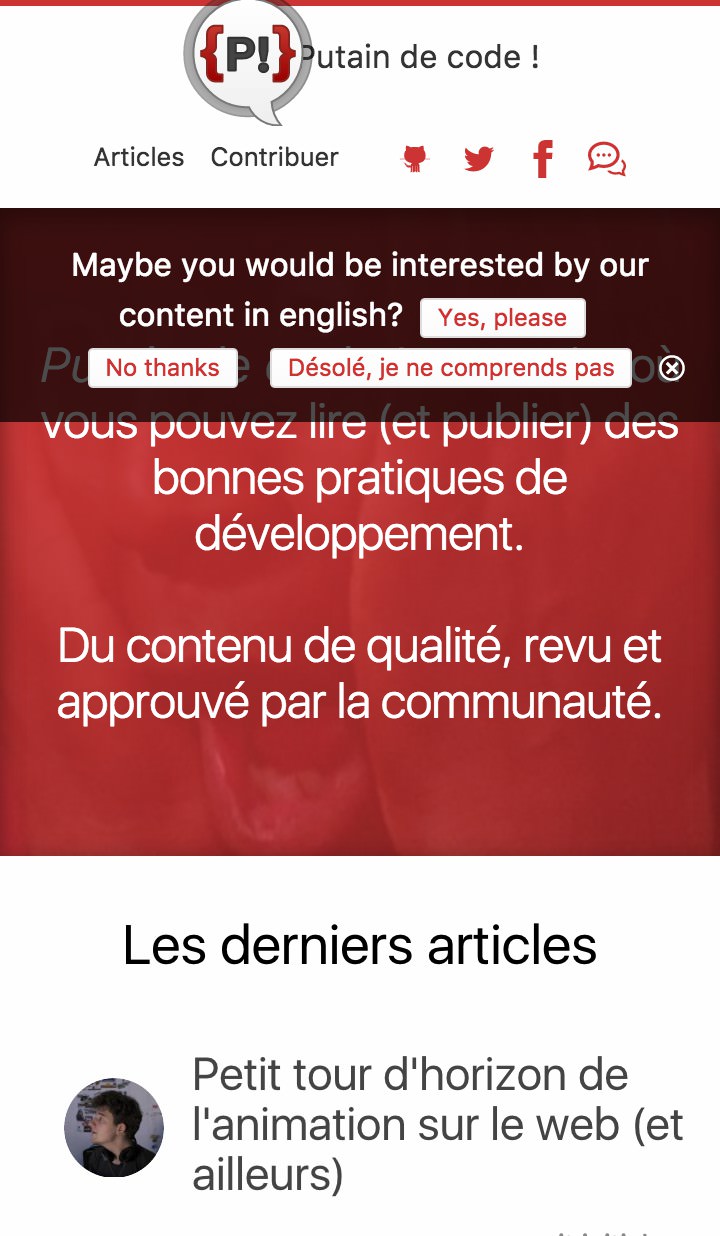 {P!} Putain de code !
Articles Contribuer
Maybe you would be interested by our
content in english? Yes, please
No thanks Désolé, je ne comprends pas
où
vous pouvez lire (et publier) des
bonnes pratiques de
développement.
Du contenu de qualité, revu et
approuvé par la communauté.
Les derniers articles
Petit tour d'horizon de
l'animation sur le web (et
ailleurs)